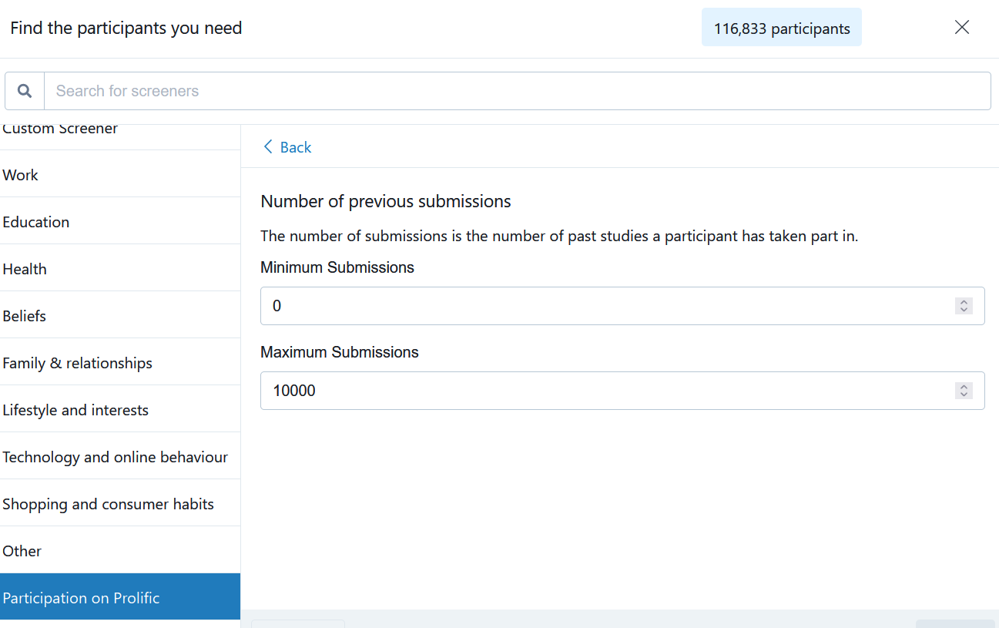 Find the participants you need
116,833 participants
Search for screeners
Custom Screener
Work
Education
Health
Beliefs
Family & relationships
Lifestyle and interests
Technology and online behaviour
Shopping and consumer habits
Other
Participation on Prolific
Back
Number of previous submissions
The number of submissions is the number of past studies a participant has taken part in.
Minimum Submissions
0
Maximum Submissions
10000